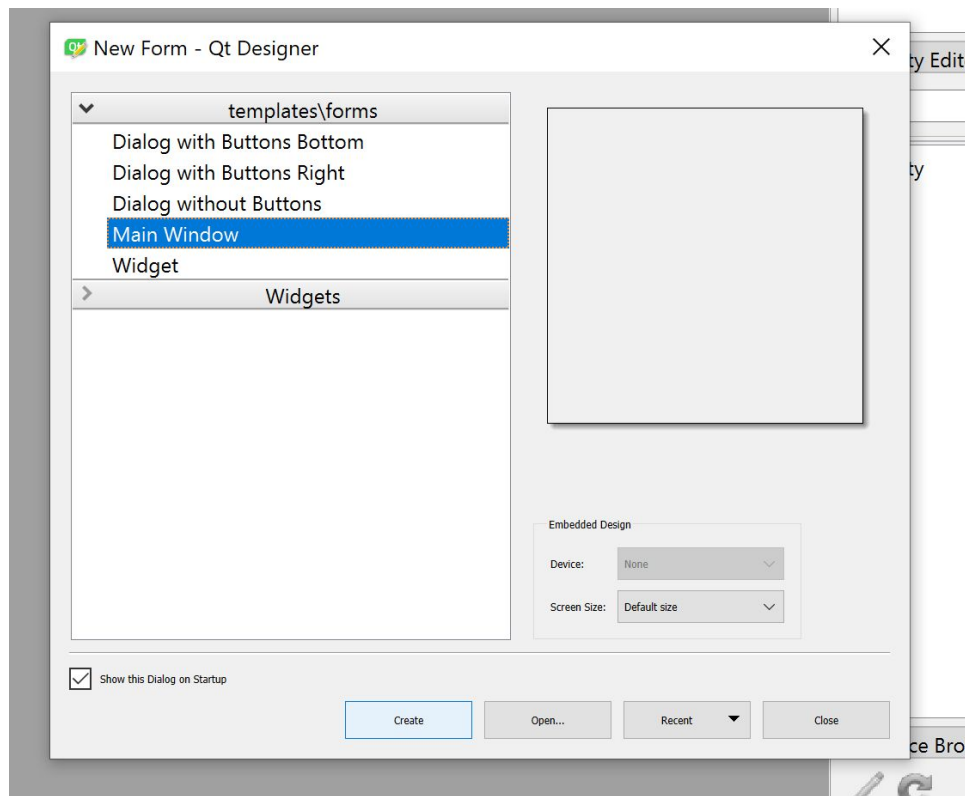 New Form - Qt Designer
ty Edit
templates\forms
Dialog with Buttons Bottom
Dialog with Buttons Right
ty
Dialog without Buttons
Main Window
Widget
Widgets
Embedded Design
Device: None
Screen Size: Default size
Show this Dialog on Startup
Create Open... Recent Close
ce Bro